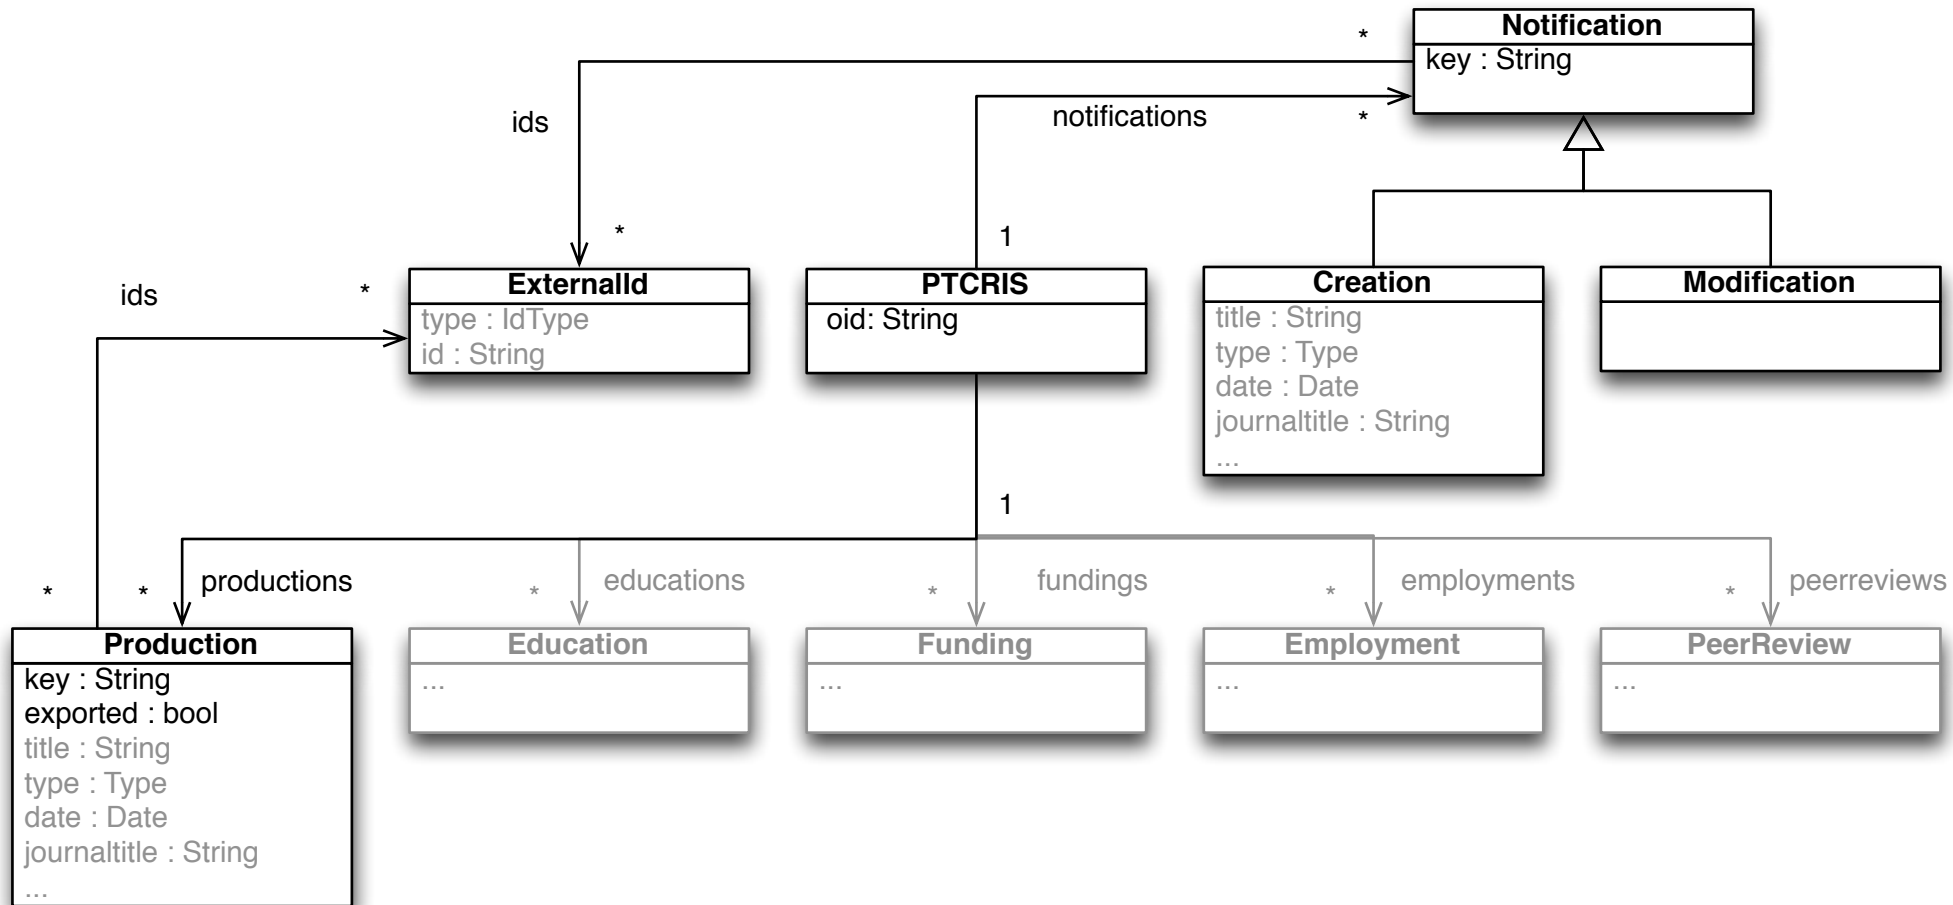 Notification
key : String
*
ids
notifications
*
*
1
ExternalId
type : IdType
id : String
PTCRIS
oid: String
Creation
title : String
type : Type
date : Date
journaltitle : String
...
Modification
ids
*
1
*
*
productions
*
educations
*
fundings
*
employments
*
peerreviews
Production
key : String
exported : bool
title : String
type : Type
date : Date
journaltitle : String
...
Education
...
Funding
...
Employment
...
PeerReview
...